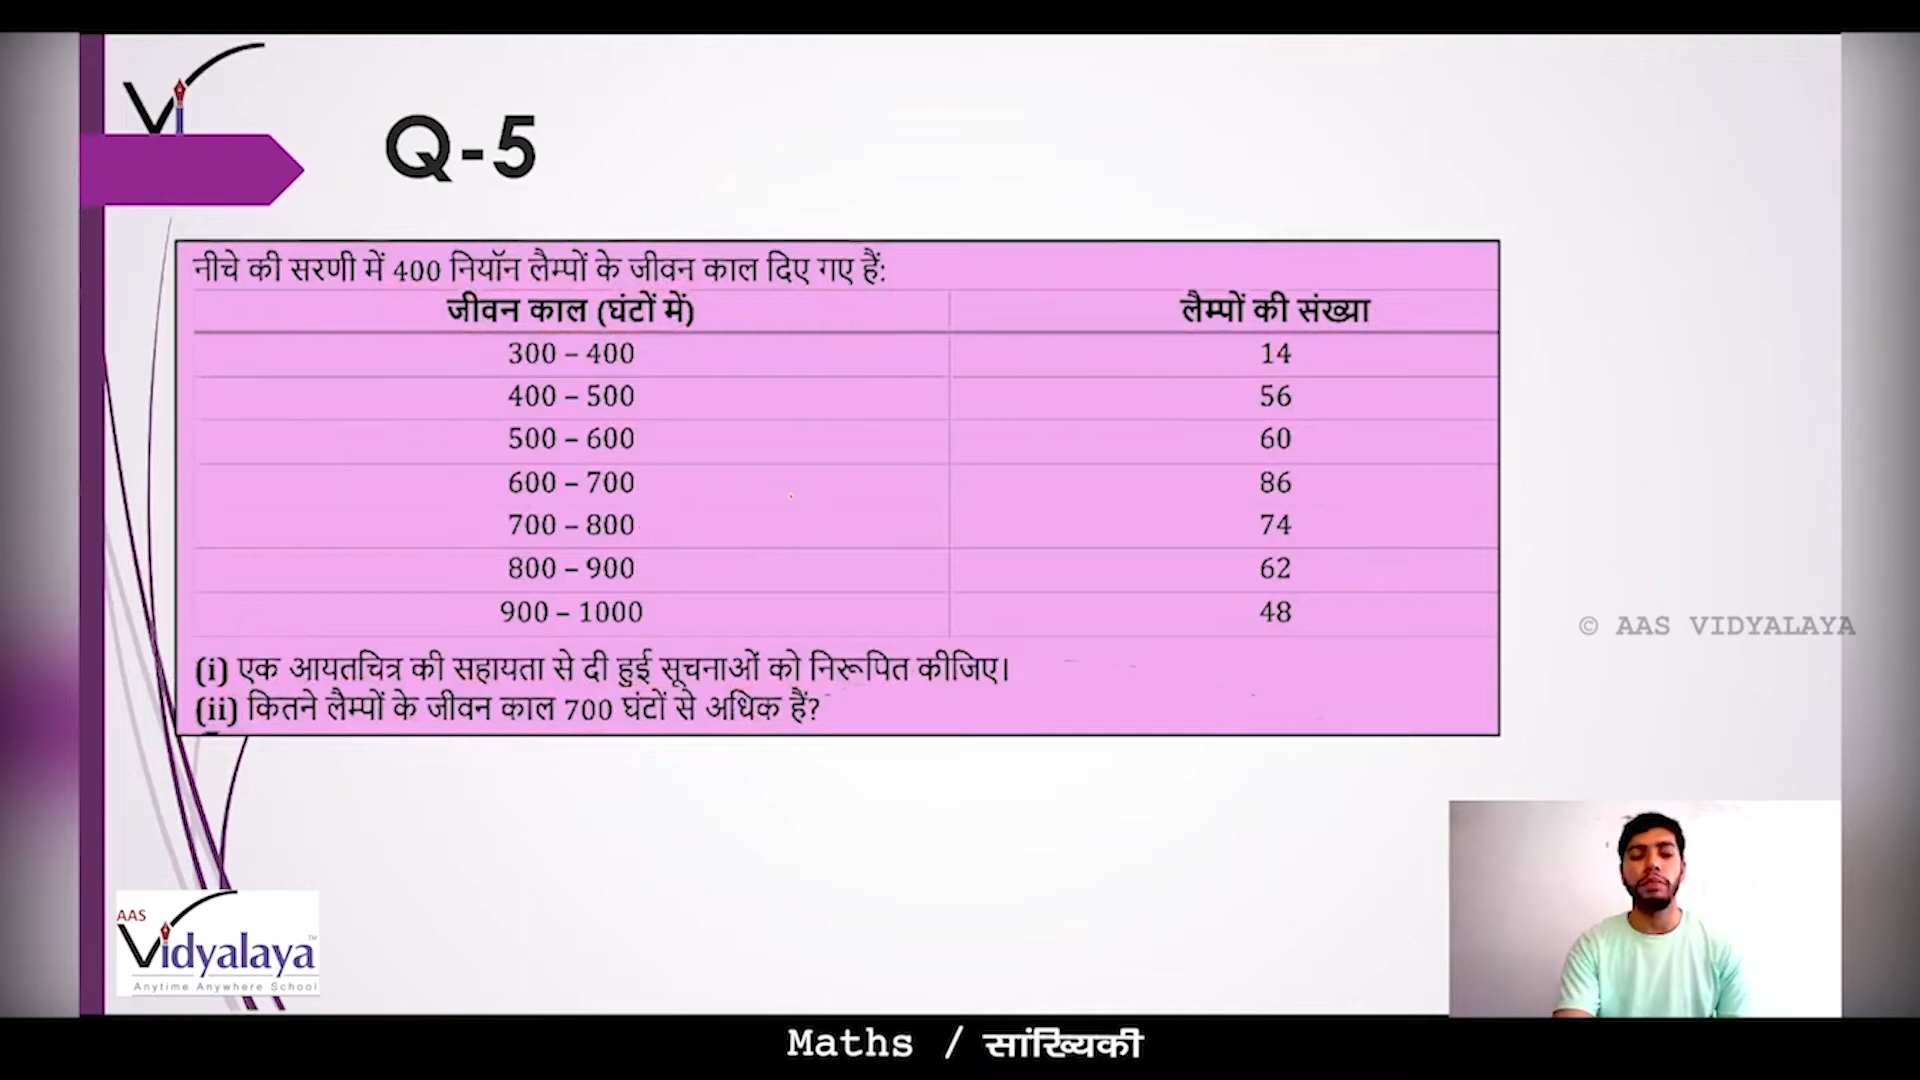 Vi
Q-5
नीचे की सरणी में 400 नियॉन लैम्पों के जीवन काल दिए गए हैं:
जीवन काल (घंटों में) लैम्पों की संख्या
300 – 400 14
400 – 500 56
500 – 600 60
600 – 700 86
700 – 800 74
800 – 900 62
900 – 1000 48
(i) एक आयतचित्र की सहायता से दी हुई सूचनाओं को निरूपित कीजिए।
(ii) कितने लैम्पों के जीवन काल 700 घंटों से अधिक हैं?
© AAS VIDYALAYA
AAS
Vidyalaya™
Anytime Anywhere School
Maths / सांख्यिकी